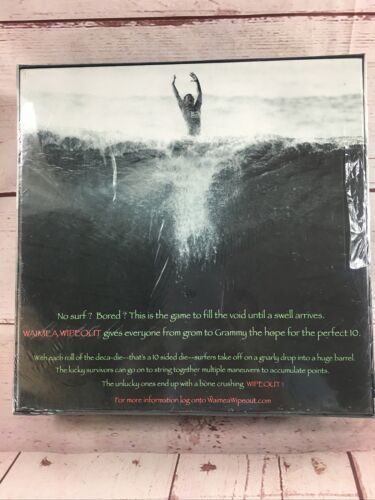 No surf ? Bored ? This is the game to fill the void until a swell arrives.
WAIMEA WIPEOUT gives everyone from grom to Grammy the hope for the perfect 10.
With each roll of the deca-die--that's a 10 sided die--surfers take off on a gnarly drop into a huge barrel.
The lucky survivors can go on to string together multiple maneuvers to accumulate points.
The unlucky ones end up with a bone crushing WIPEOUT !
For more information log onto WaimeaWipeout.com